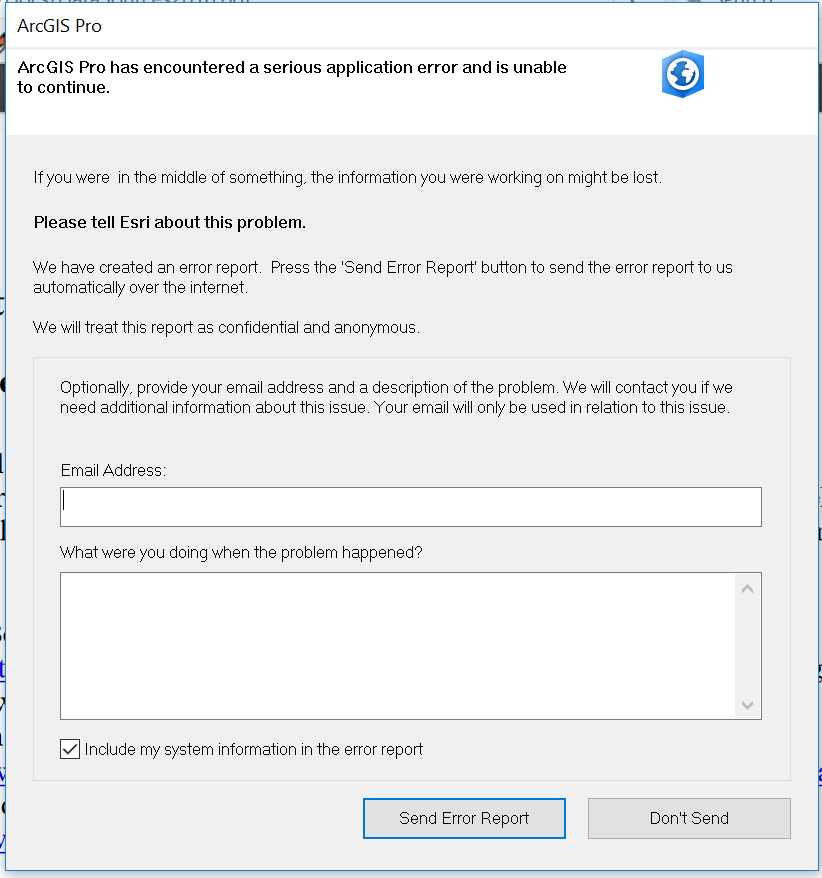 ArcGIS Pro
ArcGIS Pro has encountered a serious application error and is unable
to continue.
If you were  in the middle of something, the information you were working on might be lost.
Please tell Esri about this problem.
We have created an error report.  Press the 'Send Error Report' button to send the error report to us
automatically over the internet.
We will treat this report as confidential and anonymous.
Optionally, provide your email address and a description of the problem. We will contact you if we
need additional information about this issue. Your email will only be used in relation to this issue.
Email Address:
What were you doing when the problem happened?
Include my system information in the error report
Send Error Report
Don't Send